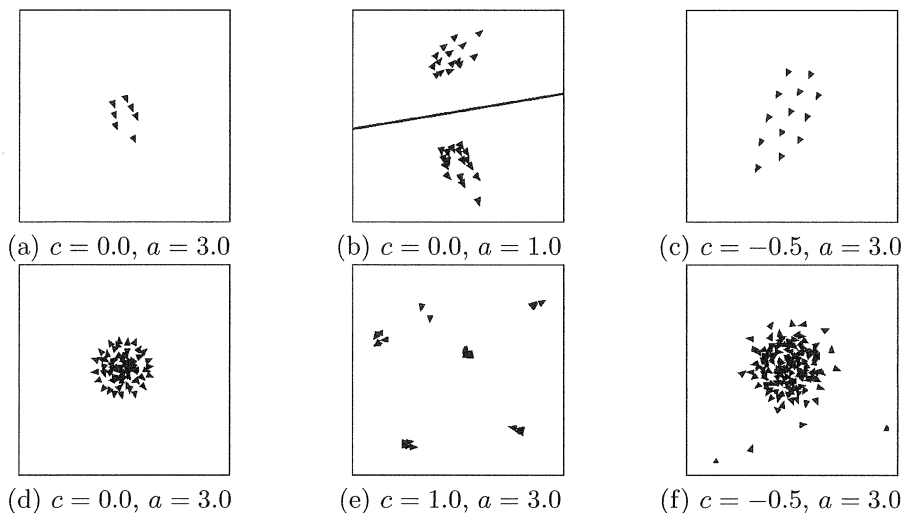 (a) c = 0.0, a = 3.0
(b) c = 0.0, a = 1.0
(c) c = −0.5, a = 3.0
(d) c = 0.0, a = 3.0
(e) c = 1.0, a = 3.0
(f) c = −0.5, a = 3.0